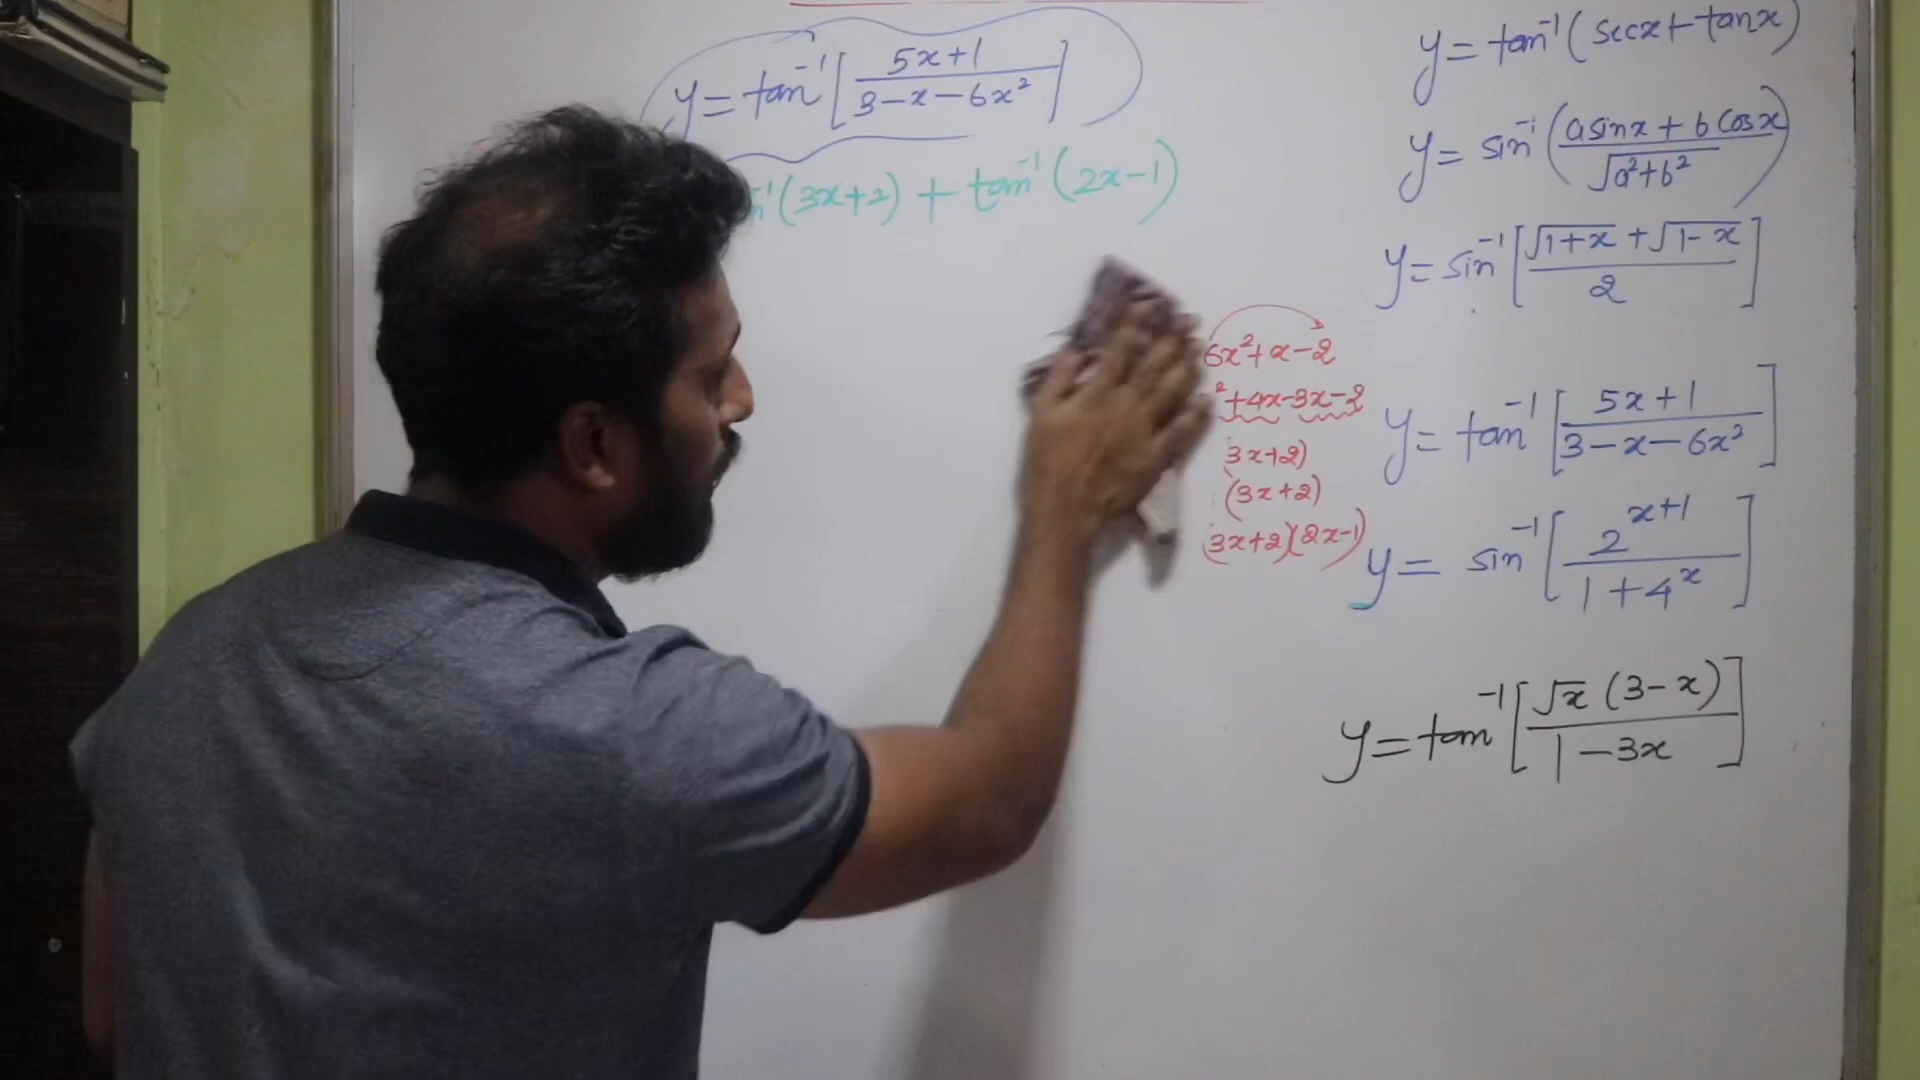 y = tan⁻¹ [ (5x+1) / (3-x-6x²) ]
(3x+2) + tan⁻¹ (2x-1)
6x²+x-2
²+4x-3x-2
3x+2)
(3x+2)
(3x+2)(2x-1)
y = tan⁻¹ (secx + tanx)
y = sin⁻¹ ( (a sinx + b cosx) / √(a²+b²) )
y = sin⁻¹ [ (√(1+x) + √(1-x)) / 2 ]
y = tan⁻¹ [ (5x+1) / (3-x-6x²) ]
y = sin⁻¹ [ 2^(x+1) / (1+4^x) ]
y = tan⁻¹ [ √x (3-x) / (1-3x) ]